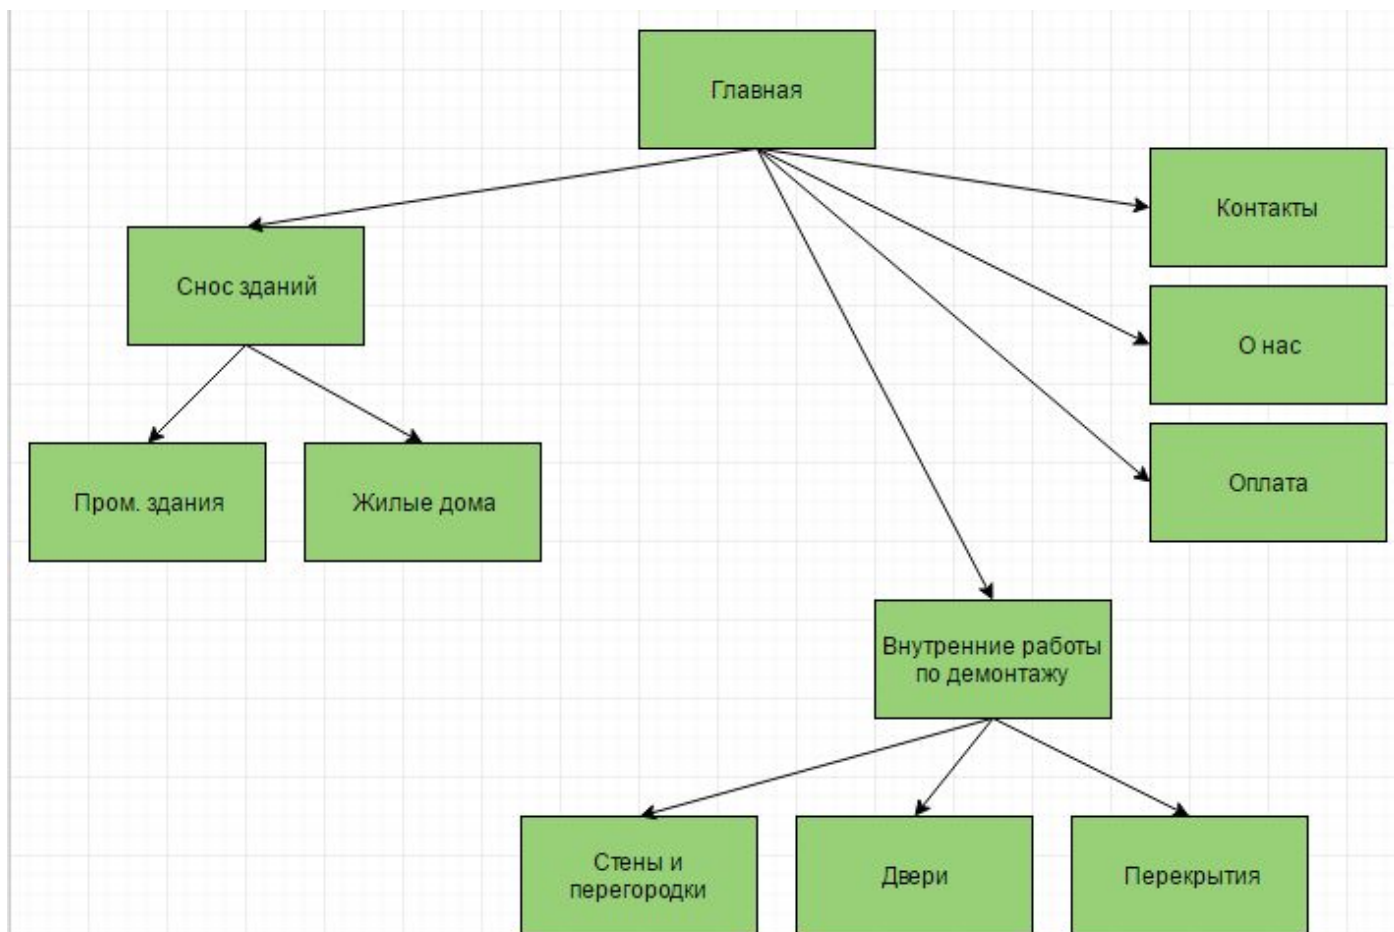 Главная
Контакты
Снос зданий
О нас
Пром. здания
Жилые дома
Оплата
Внутренние работы
по демонтажу
Стены и
перегородки
Двери
Перекрытия